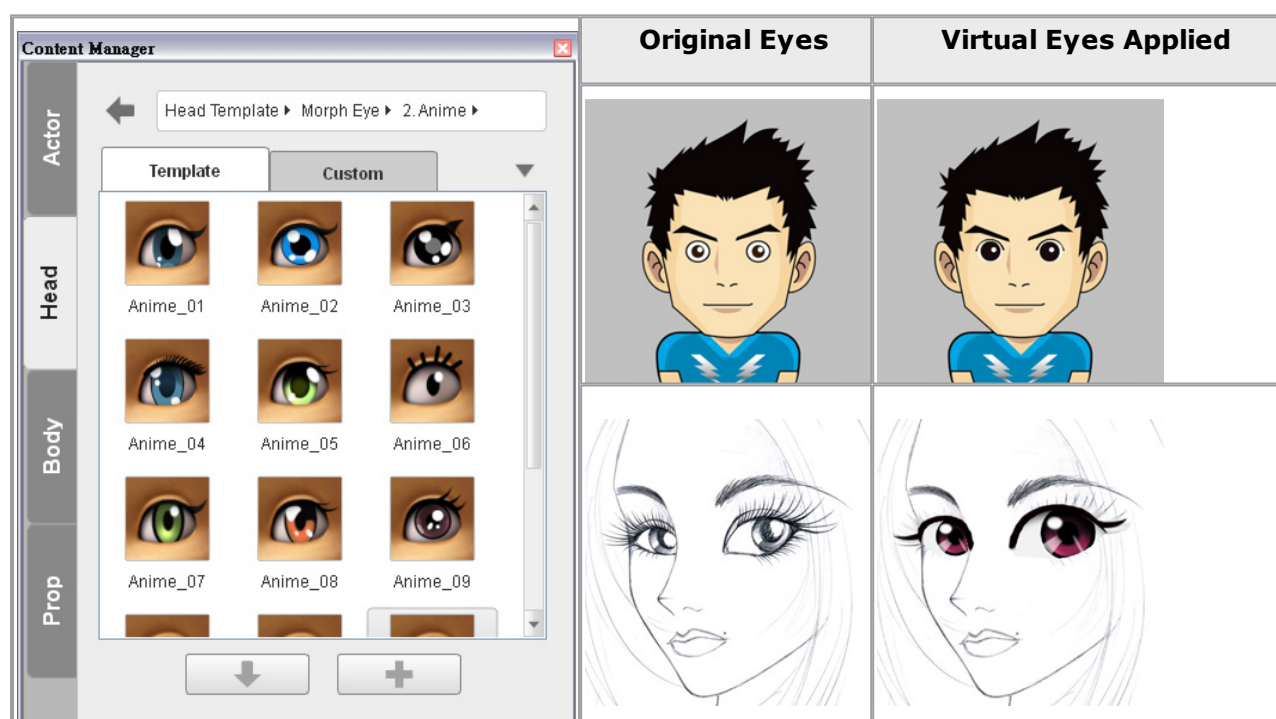 Content Manager
Actor
Head
Body
Prop
Head Template Morph Eye 2. Anime
Template Custom
Anime_01 Anime_02 Anime_03
Anime_04 Anime_05 Anime_06
Anime_07 Anime_08 Anime_09
Original Eyes Virtual Eyes Applied